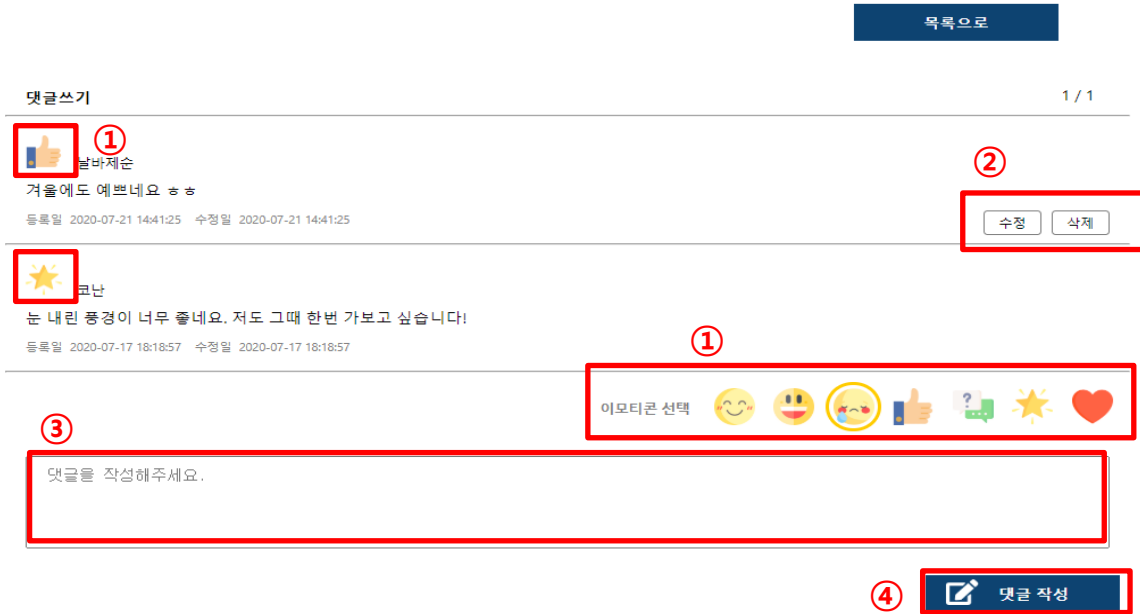 목록으로
댓글쓰기 1 / 1
①
날바제순
②
겨울에도 예쁘네요 ㅎㅎ
등록일 2020-07-21 14:41:25 수정일 2020-07-21 14:41:25
수정 삭제
코난
눈 내린 풍경이 너무 좋네요. 저도 그때 한번 가보고 싶습니다!
등록일 2020-07-17 18:18:57 수정일 2020-07-17 18:18:57
①
이모티콘 선택 ?
③
댓글을 작성해주세요.
④ 댓글 작성